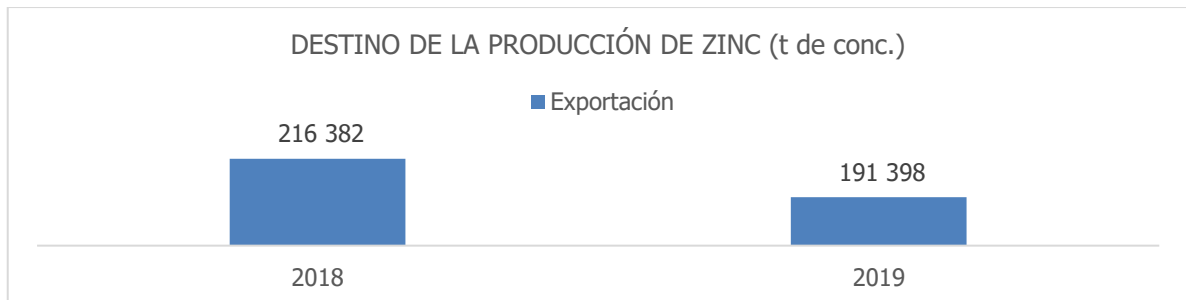 DESTINO DE LA PRODUCCIÓN DE ZINC (t de conc.)
Exportación
216 382
191 398
2018
2019